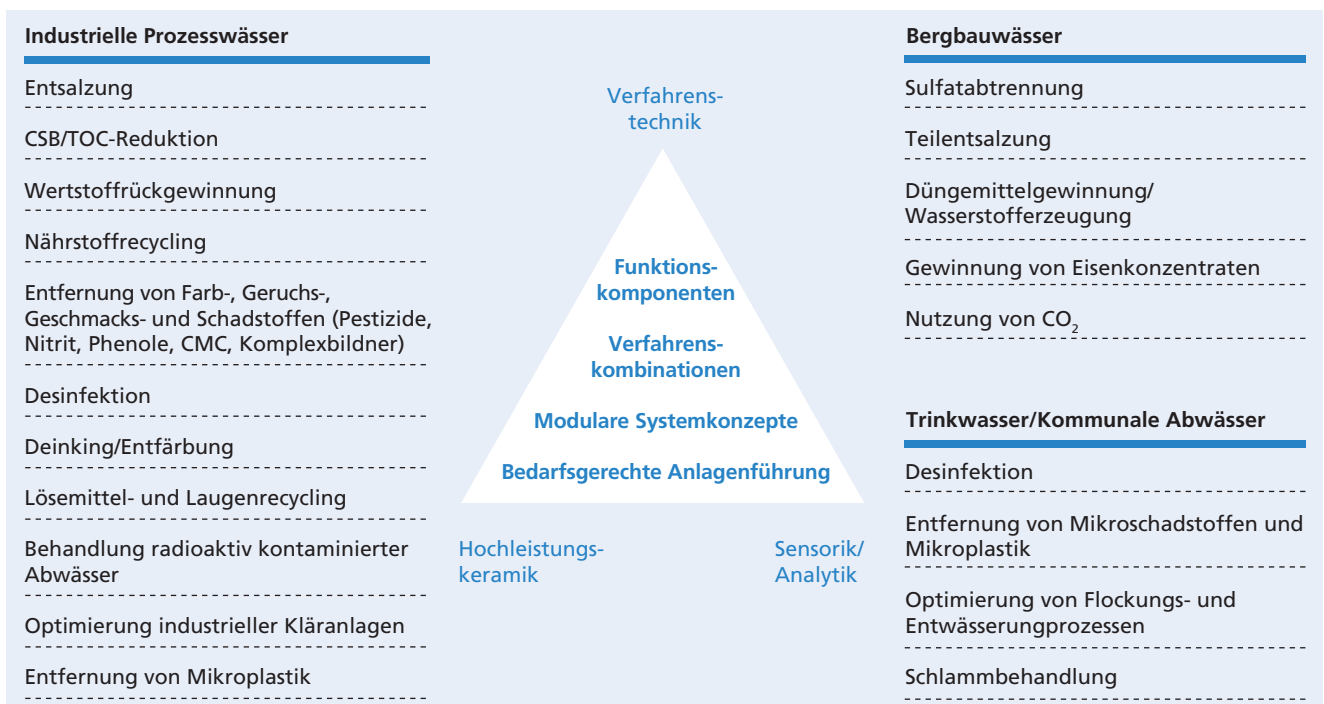 Industrielle Prozesswässer
Entsalzung
CSB/TOC-Reduktion
Wertstoffrückgewinnung
Nährstoffrecycling
Entfernung von Farb-, Geruchs-,
Geschmacks- und Schadstoffen (Pestizide,
Nitrit, Phenole, CMC, Komplexbildner)
Desinfektion
Deinking/Entfärbung
Lösemittel- und Laugenrecycling
Behandlung radioaktiv kontaminierter
Abwässer
Optimierung industrieller Kläranlagen
Entfernung von Mikroplastik
Verfahrens-
technik
Funktions-
komponenten
Verfahrens-
kombinationen
Modulare Systemkonzepte
Bedarfsgerechte Anlagenführung
Hochleistungs-
keramik
Sensorik/
Analytik
Bergbauwässer
Sulfatabtrennung
Teilentsalzung
Düngemittelgewinnung/
Wasserstofferzeugung
Gewinnung von Eisenkonzentraten
Nutzung von CO₂
Trinkwasser/Kommunale Abwässer
Desinfektion
Entfernung von Mikroschadstoffen und
Mikroplastik
Optimierung von Flockungs- und
Entwässerungprozessen
Schlammbehandlung